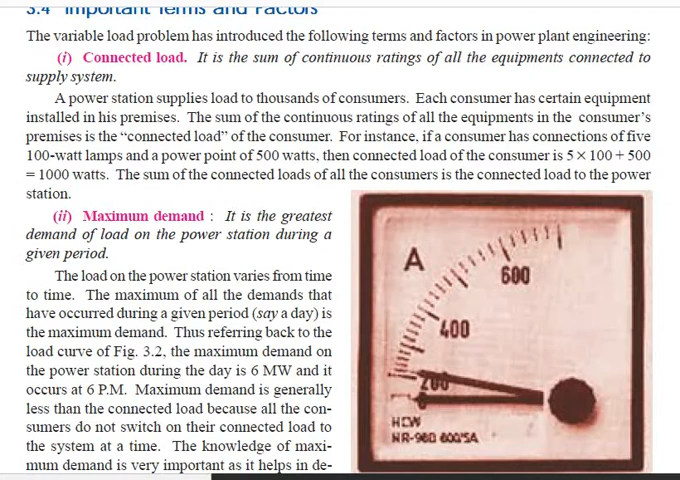 3.4 Important Terms and Factors
The variable load problem has introduced the following terms and factors in power plant engineering:
(i) Connected load. It is the sum of continuous ratings of all the equipments connected to
supply system.
A power station supplies load to thousands of consumers. Each consumer has certain equipment
installed in his premises. The sum of the continuous ratings of all the equipments in the consumer's
premises is the “connected load” of the consumer. For instance, if a consumer has connections of five
100-watt lamps and a power point of 500 watts, then connected load of the consumer is 5 × 100 + 500
= 1000 watts. The sum of the connected loads of all the consumers is the connected load to the power
station.
(ii) Maximum demand : It is the greatest
demand of load on the power station during a
given period.
The load on the power station varies from time
to time. The maximum of all the demands that
have occurred during a given period (say a day) is
the maximum demand. Thus referring back to the
load curve of Fig. 3.2, the maximum demand on
the power station during the day is 6 MW and it
occurs at 6 P.M. Maximum demand is generally
less than the connected load because all the con-
sumers do not switch on their connected load to
the system at a time. The knowledge of maxi-
mum demand is very important as it helps in de-
A
600
400
200
0
NR-96D 600/5A